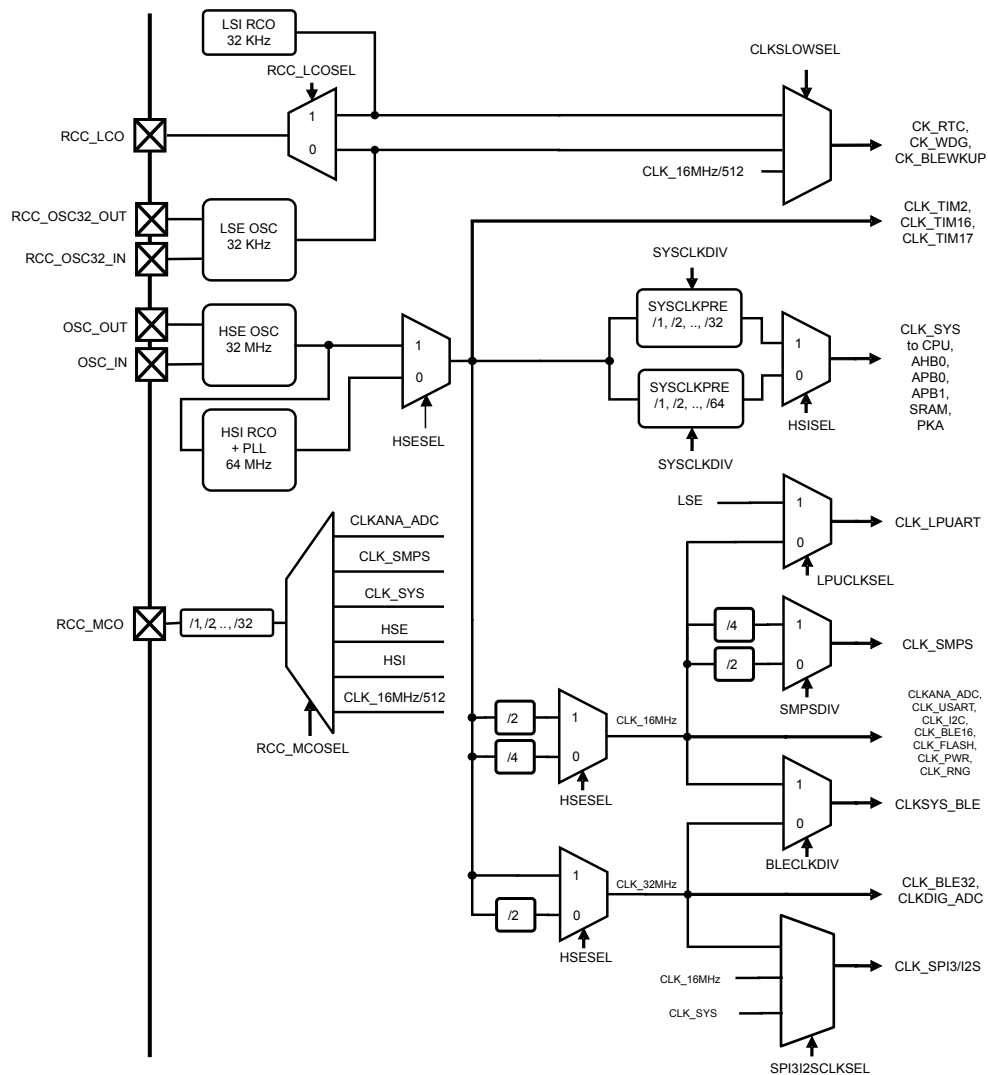 LSI RCO
32 KHz
RCC_LCOSEL
CLKSLOWSEL
1
0
RCC_LCO
CLK_16MHz/512
CK_RTC,
CK_WDG,
CK_BLEWKUP
RCC_OSC32_OUT
RCC_OSC32_IN
LSE OSC
32 KHz
CLK_TIM2,
CLK_TIM16,
CLK_TIM17
OSC_OUT
OSC_IN
HSE OSC
32 MHz
1
0
HSESEL
HSI RCO
+ PLL
64 MHz
SYSCLKDIV
SYSCLKPRE
/1, /2, .., /32
SYSCLKPRE
/1, /2, .., /64
SYSCLKDIV
1
0
HSISEL
CLK_SYS
to CPU,
AHB0,
APB0,
APB1,
SRAM,
PKA
LSE
1
0
LPUCLKSEL
CLK_LPUART
RCC_MCO
/1, /2, .., /32
CLKANA_ADC
CLK_SMPS
CLK_SYS
HSE
HSI
CLK_16MHz/512
RCC_MCOSEL
/4
/2
1
0
SMPSDIV
CLK_SMPS
/2
/4
1
0
HSESEL
CLK_16MHz
CLKANA_ADC,
CLK_USART,
CLK_I2C,
CLK_BLE16,
CLK_FLASH,
CLK_PWR,
CLK_RNG
1
0
BLECLKDIV
CLKSYS_BLE
/2
1
0
HSESEL
CLK_32MHz
CLK_BLE32,
CLKDIG_ADC
CLK_16MHz
CLK_SYS
SPI3I2SCLKSEL
CLK_SPI3/I2S